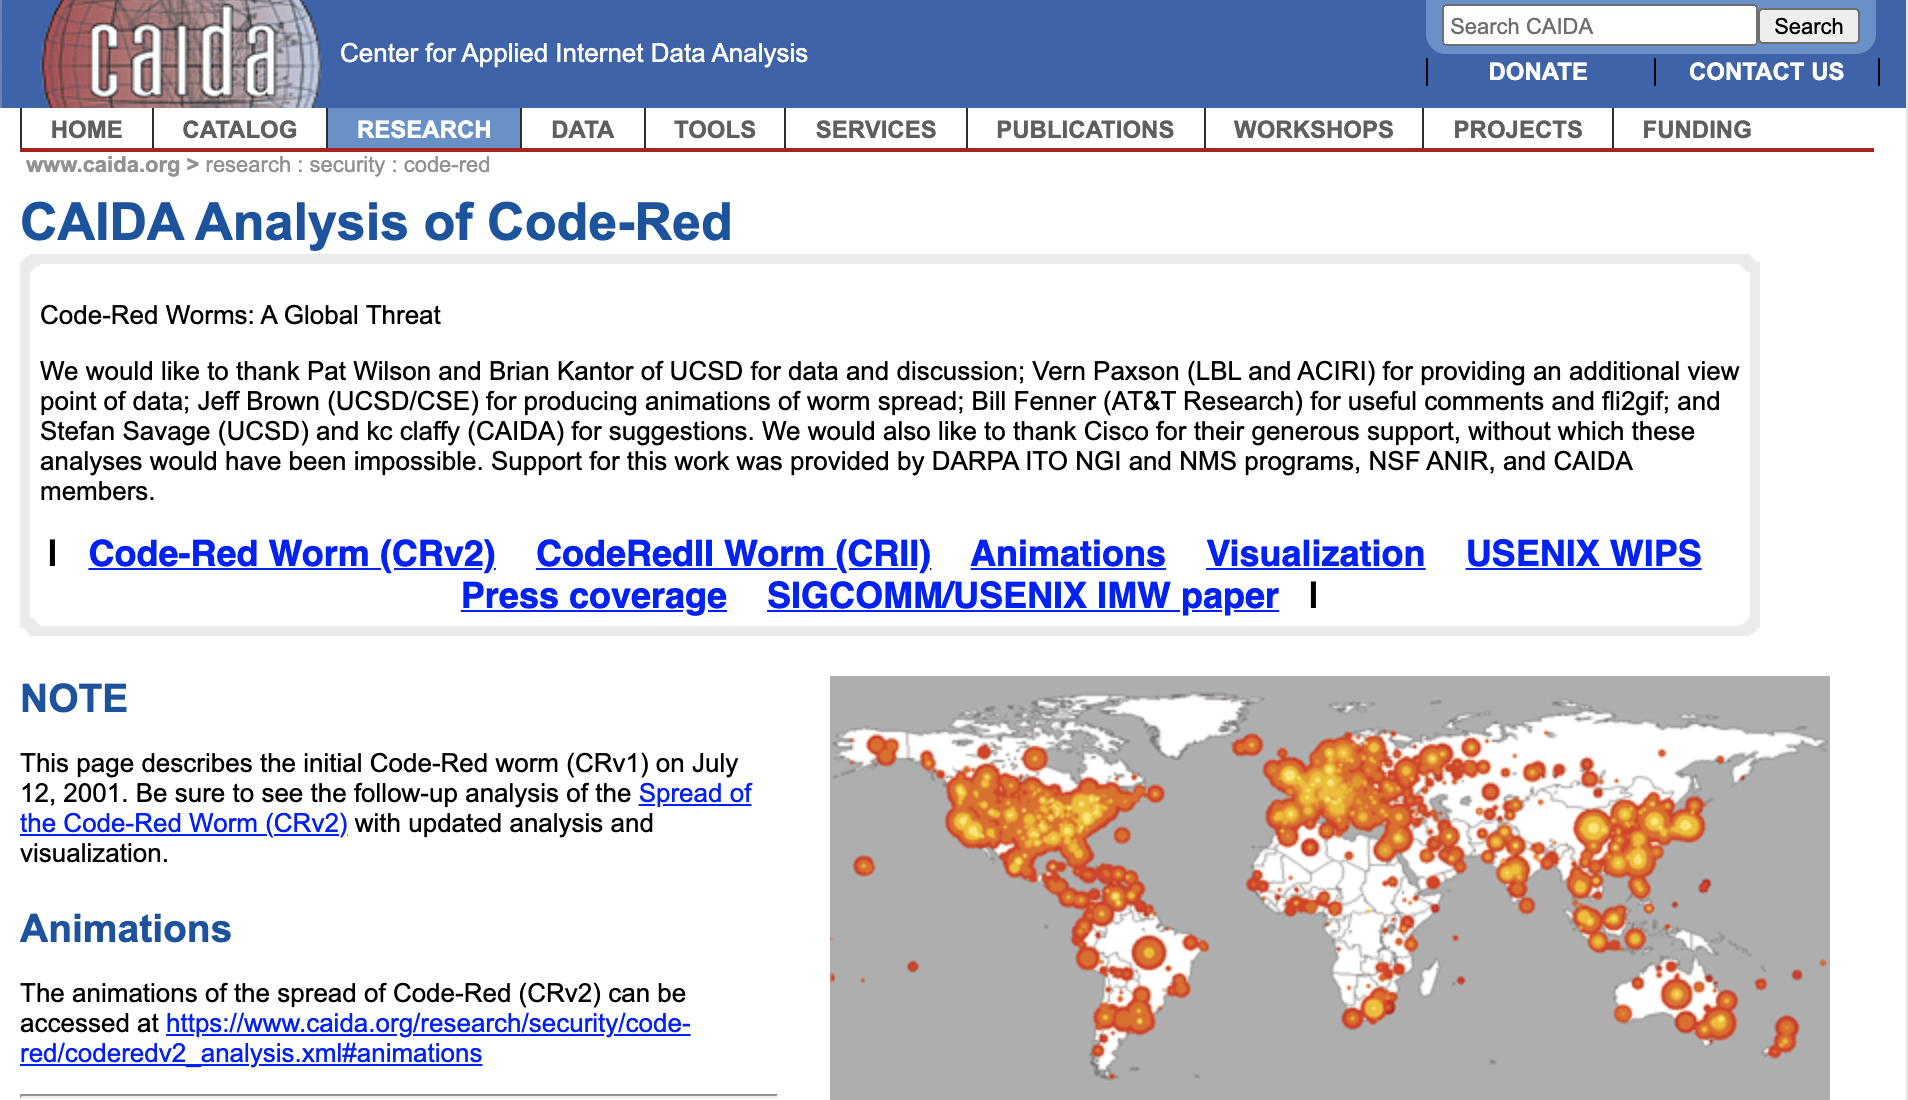 caida
Center for Applied Internet Data Analysis
Search CAIDA
Search
DONATE
CONTACT US
HOME
CATALOG
RESEARCH
DATA
TOOLS
SERVICES
PUBLICATIONS
WORKSHOPS
PROJECTS
FUNDING
www.caida.org > research : security : code-red
CAIDA Analysis of Code-Red
Code-Red Worms: A Global Threat
We would like to thank Pat Wilson and Brian Kantor of UCSD for data and discussion; Vern Paxson (LBL and ACIRI) for providing an additional view
point of data; Jeff Brown (UCSD/CSE) for producing animations of worm spread; Bill Fenner (AT&T Research) for useful comments and fli2gif; and
Stefan Savage (UCSD) and kc claffy (CAIDA) for suggestions. We would also like to thank Cisco for their generous support, without which these
analyses would have been impossible. Support for this work was provided by DARPA ITO NGI and NMS programs, NSF ANIR, and CAIDA
members.
| Code-Red Worm (CRv2) CodeRedII Worm (CRII) Animations Visualization USENIX WIPS
Press coverage SIGCOMM/USENIX IMW paper |
NOTE
This page describes the initial Code-Red worm (CRv1) on July
12, 2001. Be sure to see the follow-up analysis of the Spread of
the Code-Red Worm (CRv2) with updated analysis and
visualization.
Animations
The animations of the spread of Code-Red (CRv2) can be
accessed at https://www.caida.org/research/security/code-
red/coderedv2_analysis.xml#animations